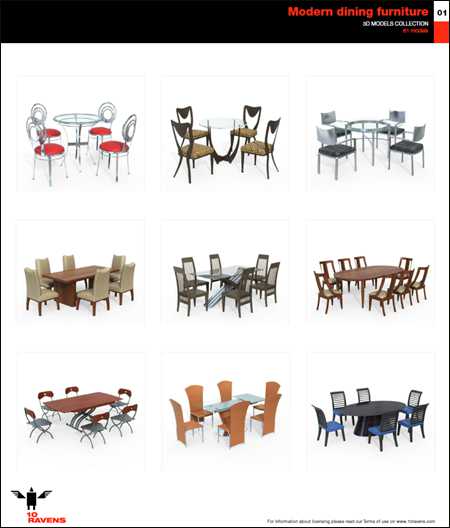 Modern dining furniture
01
3D MODELS COLLECTION
10
RAVENS
For information about licensing please read our Terms of use on www.10ravens.com